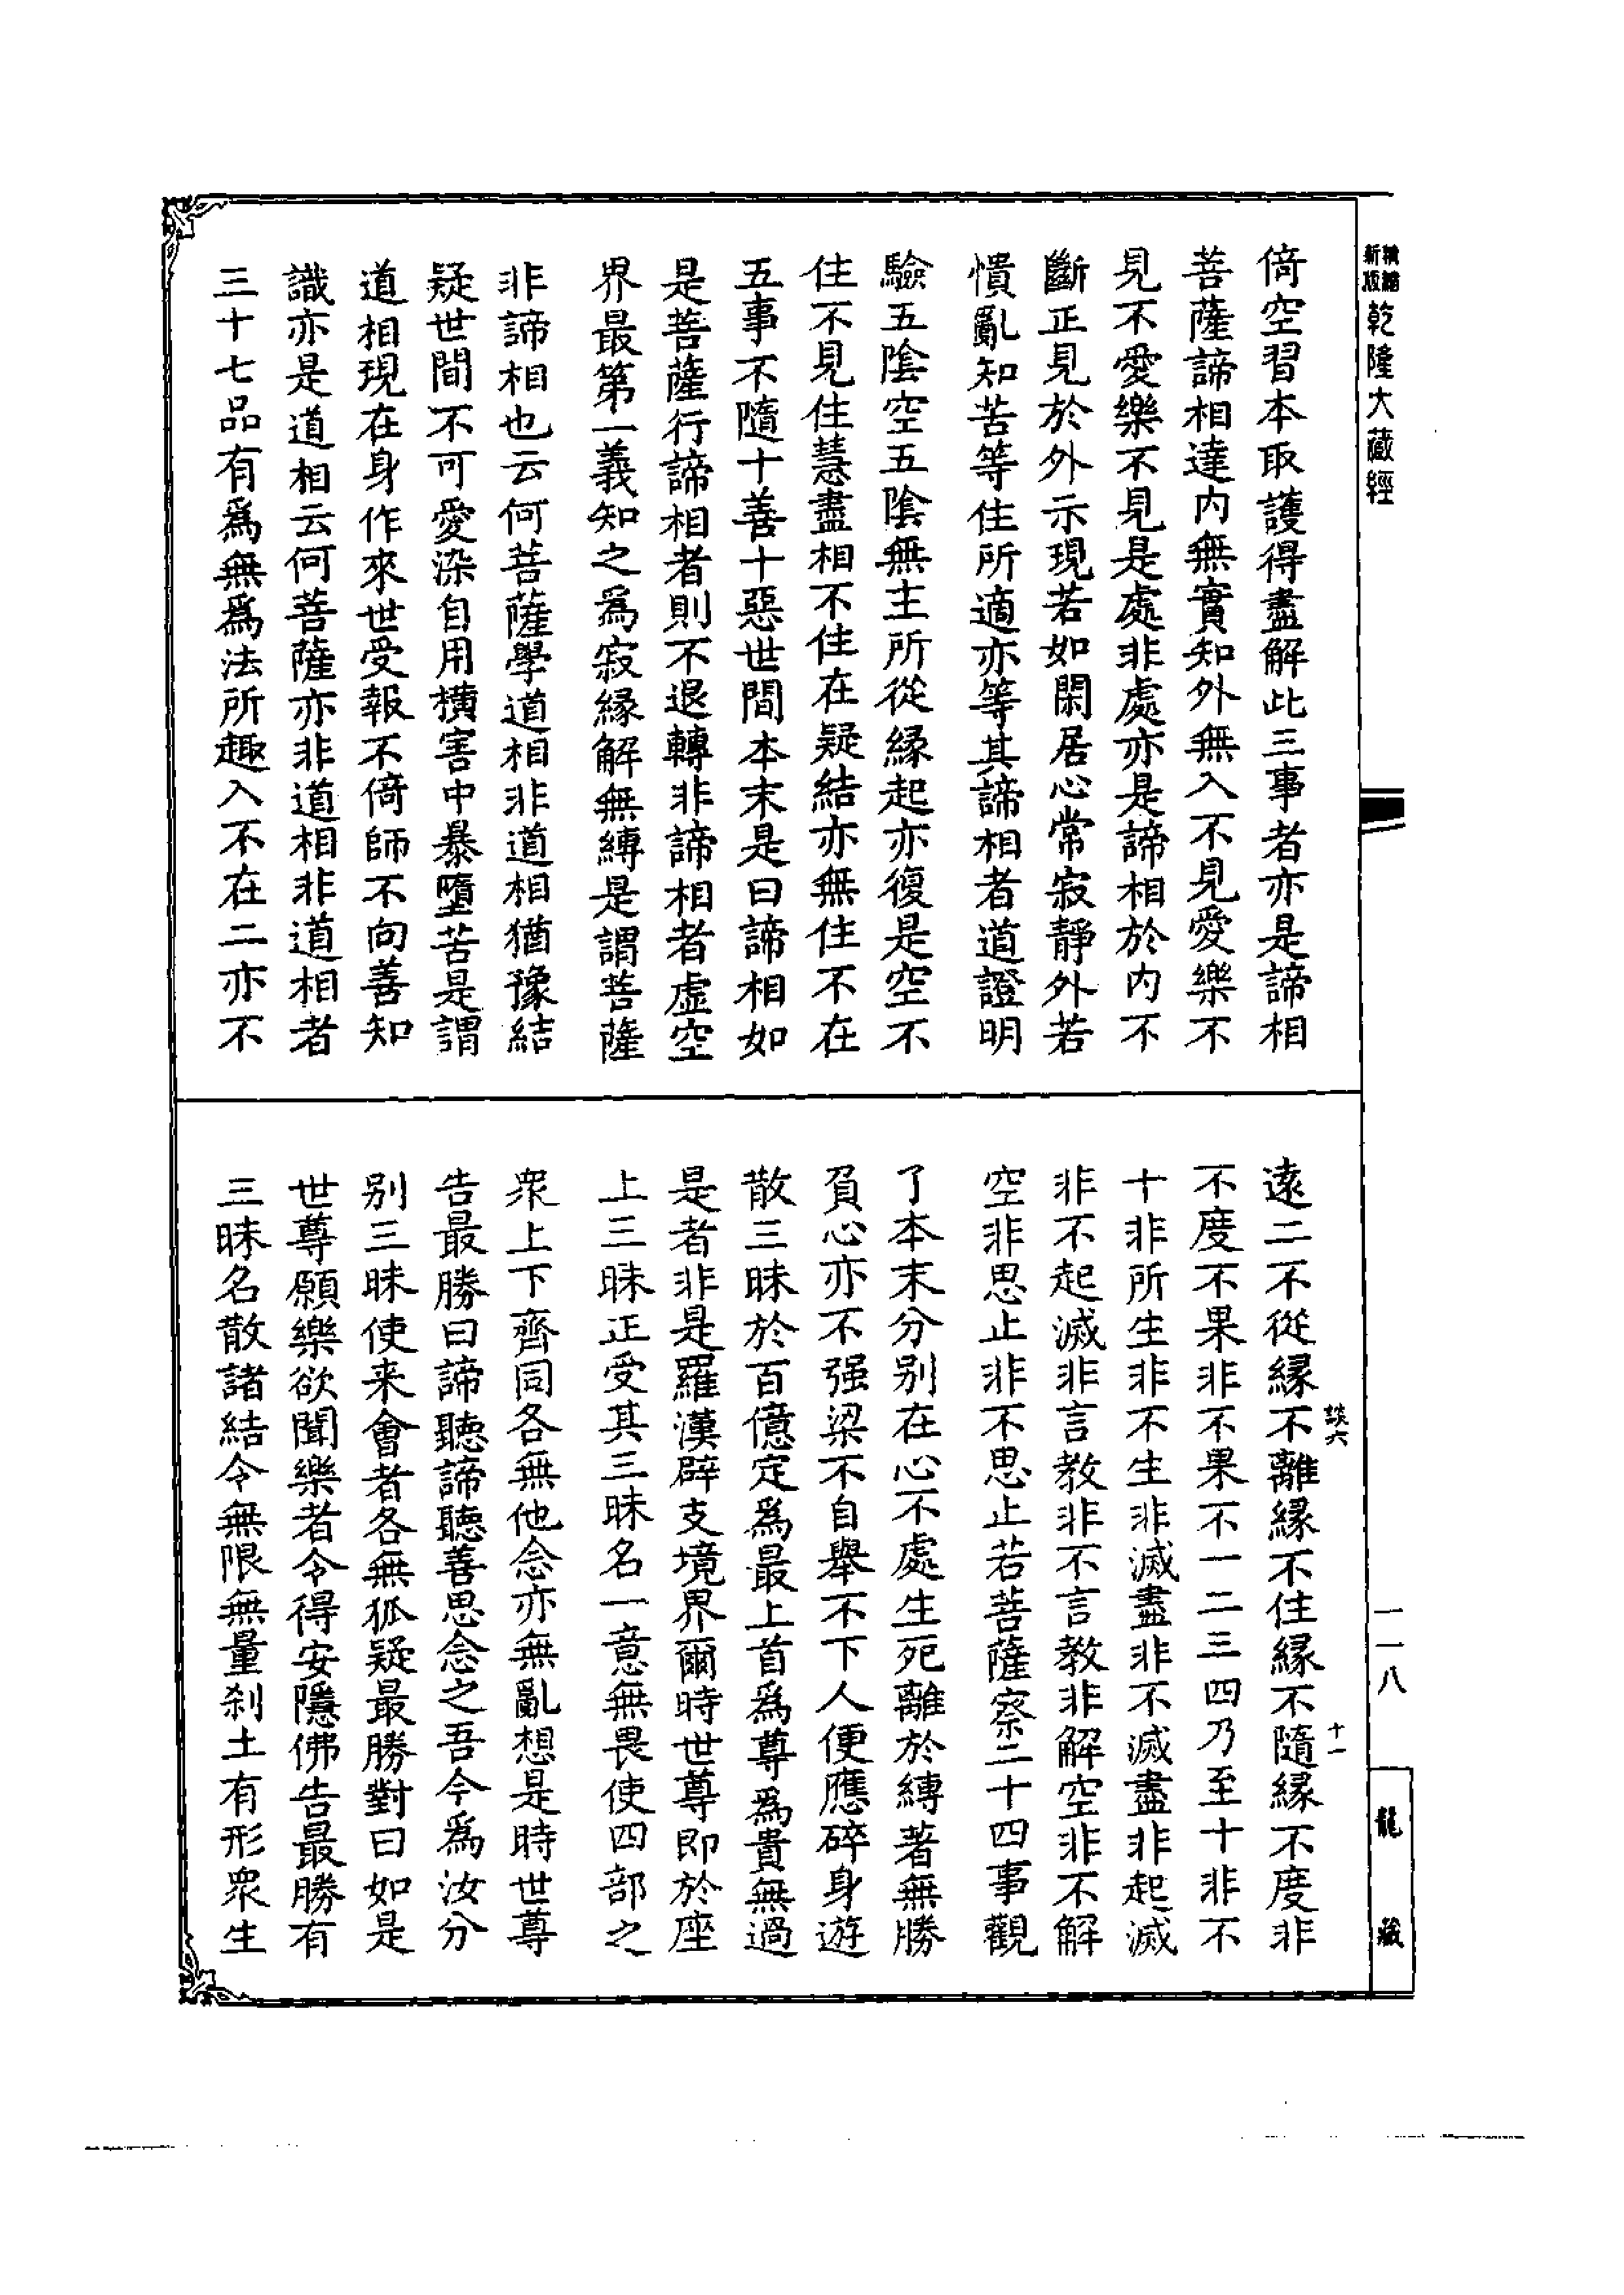 新版精縮乾隆大藏經
倚空習本取護得盡解此三事者亦是諦相
菩薩諦相達内無實知外無入不見愛樂不
見不愛樂不見是處非處亦是諦相於内不
斷正見於外示現若如閑居心常寂靜外若
憒亂知苦等住所適亦等其諦相者道證明
驗五陰空五陰無主所從緣起亦復是空不
住不見住慧盡相不住在疑結亦無住不在
五事不隨十善十惡世間本末是曰諦相如
是菩薩行諦相者則不退轉非諦相者虛空
界最第一義知之爲寂緣解無縛是謂菩薩
非諦相也云何菩薩學道相非道相猶豫結
疑世間不可愛染自用橫害中暴墮苦是謂
道相現在身作來世受報不倚師不向善知
識亦是道相云何菩薩亦非道相非道相者
三十七品有爲無爲法所趣入不在二亦不
一一八
龍藏
談六
十一
遠二不從緣不離緣不住緣不隨緣不度非
不度不果非不果不一二三四乃至十非不
十非所生非不生非滅盡非不滅盡非起滅
非不起滅非言教非不言教非解空非不解
空非思止非不思止若菩薩察二十四事觀
了本末分别在心不處生死離於縛著無勝
負心亦不强梁不自舉不下人便應碎身遊
散三昧於百億定爲最上首爲尊爲貴無過
是者非是羅漢辟支境界爾時世尊即於座
上三昧正受其三昧名一意無畏使四部之
衆上下齊同各無他念亦無亂想是時世尊
告最勝曰諦聽諦聽善思念之吾今爲汝分
别三昧使来會者各無狐疑最勝對曰如是
世尊願樂欲聞樂者令得安隱佛告最勝有
三昧名散諸結令無限無量刹土有形衆生